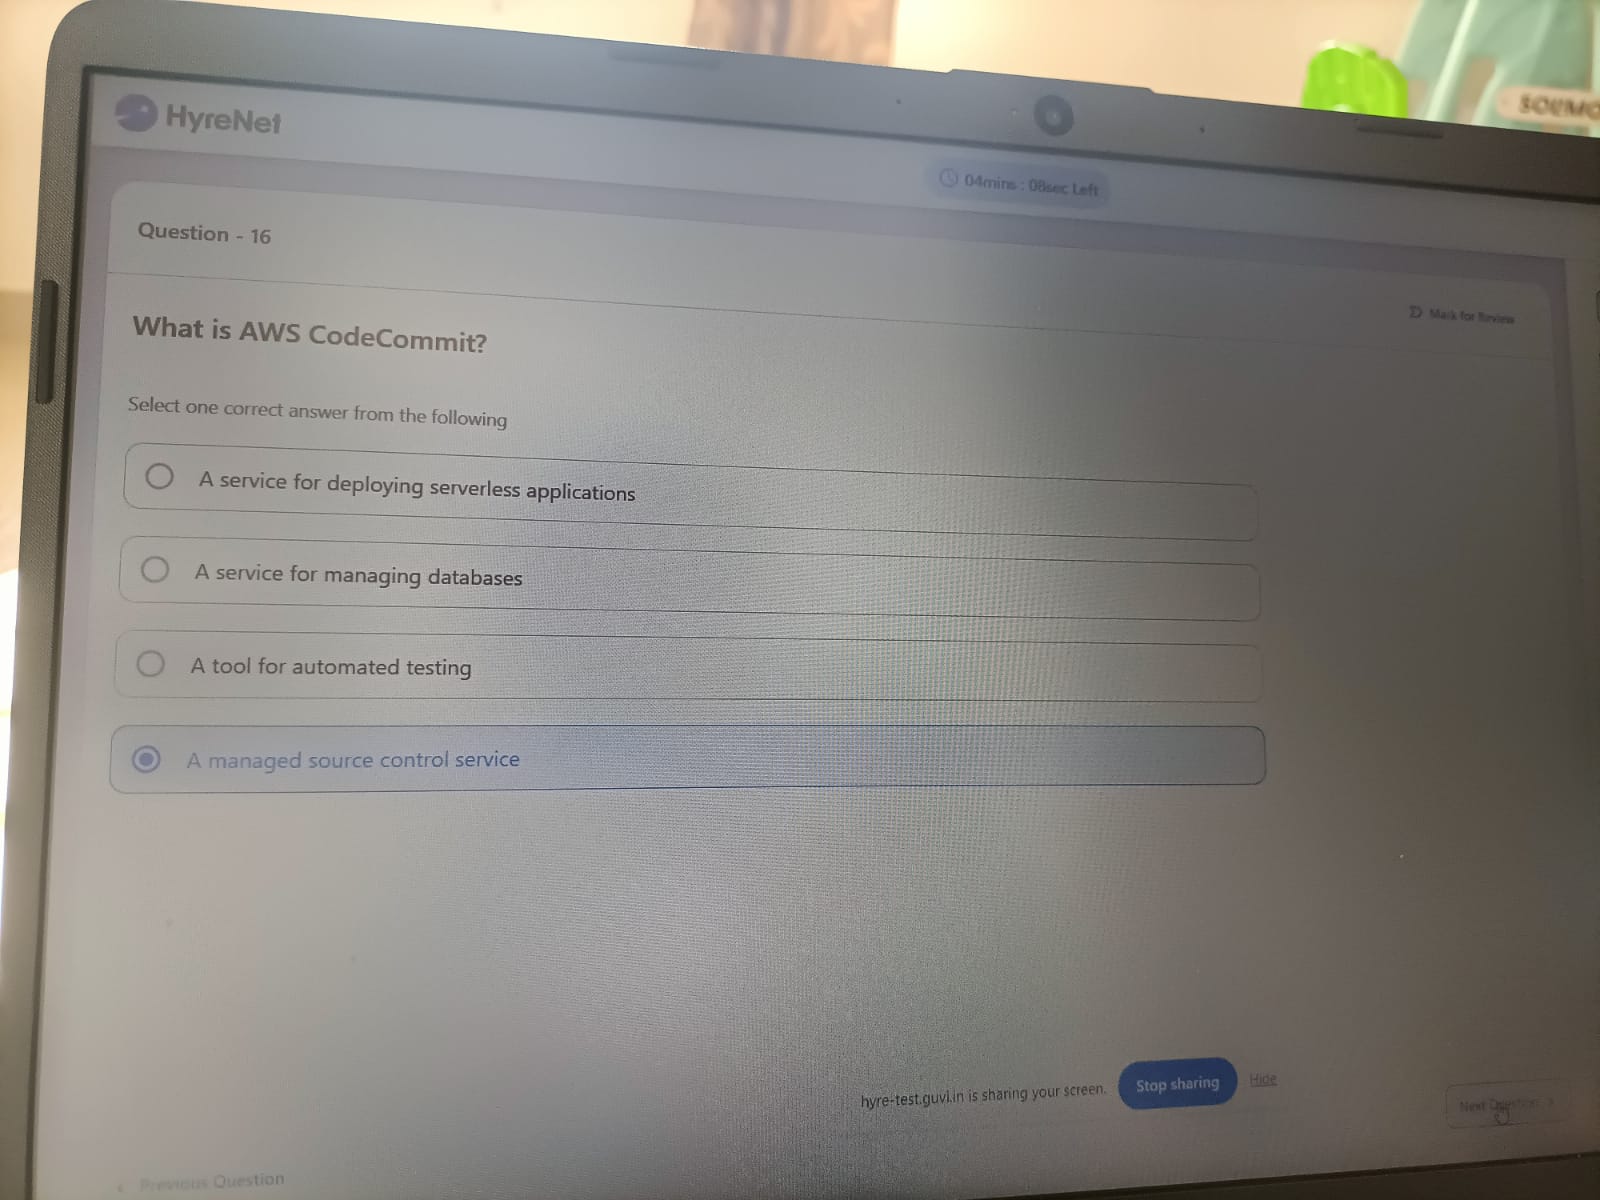 HyreNet
04mins : 08sec Left
Question - 16
Mark for Review
What is AWS CodeCommit?
Select one correct answer from the following
A service for deploying serverless applications
A service for managing databases
A tool for automated testing
A managed source control service
hyre-test.guvi.in is sharing your screen.
Stop sharing
Hide
Next Question >
< Previous Question